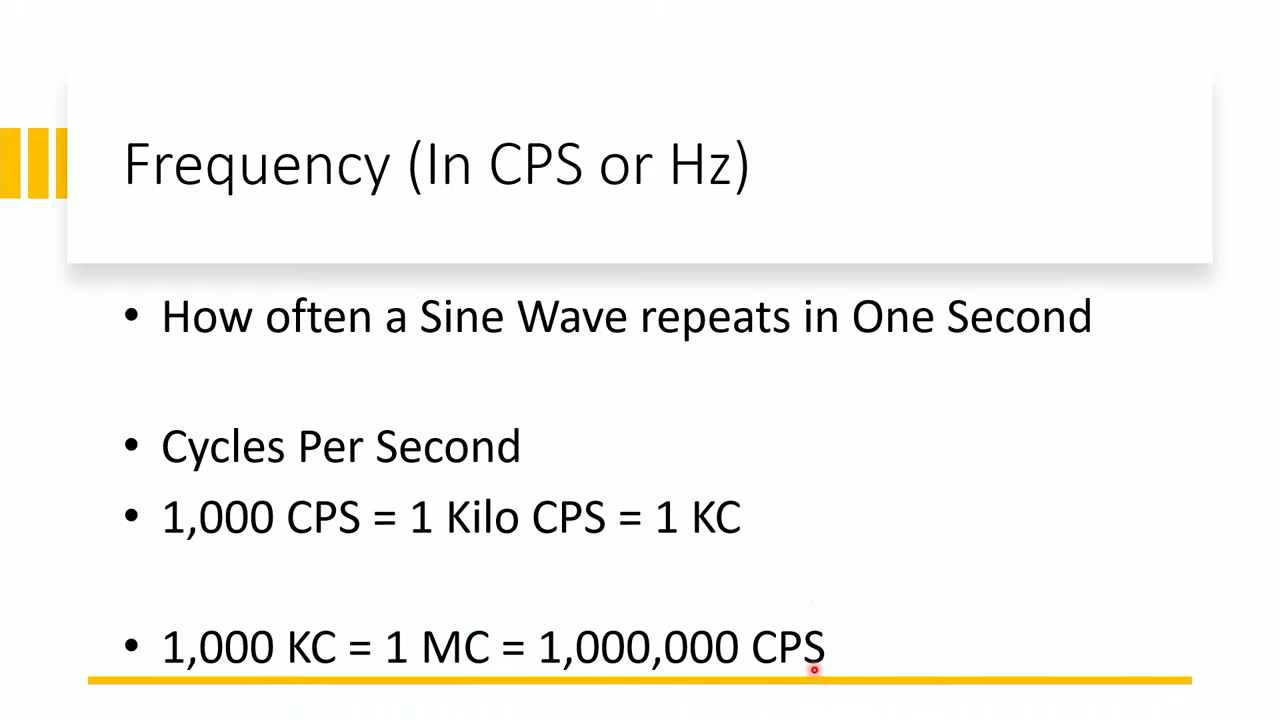 Frequency (In CPS or Hz)
• How often a Sine Wave repeats in One Second
• Cycles Per Second
• 1,000 CPS = 1 Kilo CPS = 1 KC
• 1,000 KC = 1 MC = 1,000,000 CPS